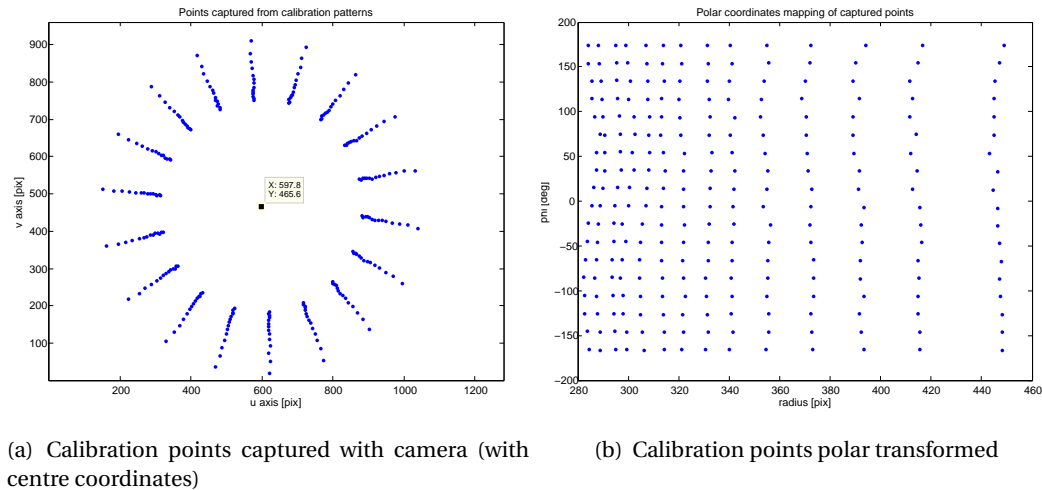 Points captured from calibration patterns
900
800
700
600
500
400
300
200
100
200 400 600 800 1000 1200
v axis [pix]
u axis [pix]
X: 597.8
Y: 465.6
Polar coordinates mapping of captured points
200
150
100
50
0
−50
−100
−150
−200
280 300 320 340 360 380 400 420 440 460
radius [pix]
(a) Calibration points captured with camera (with
centre coordinates)
(b) Calibration points polar transformed